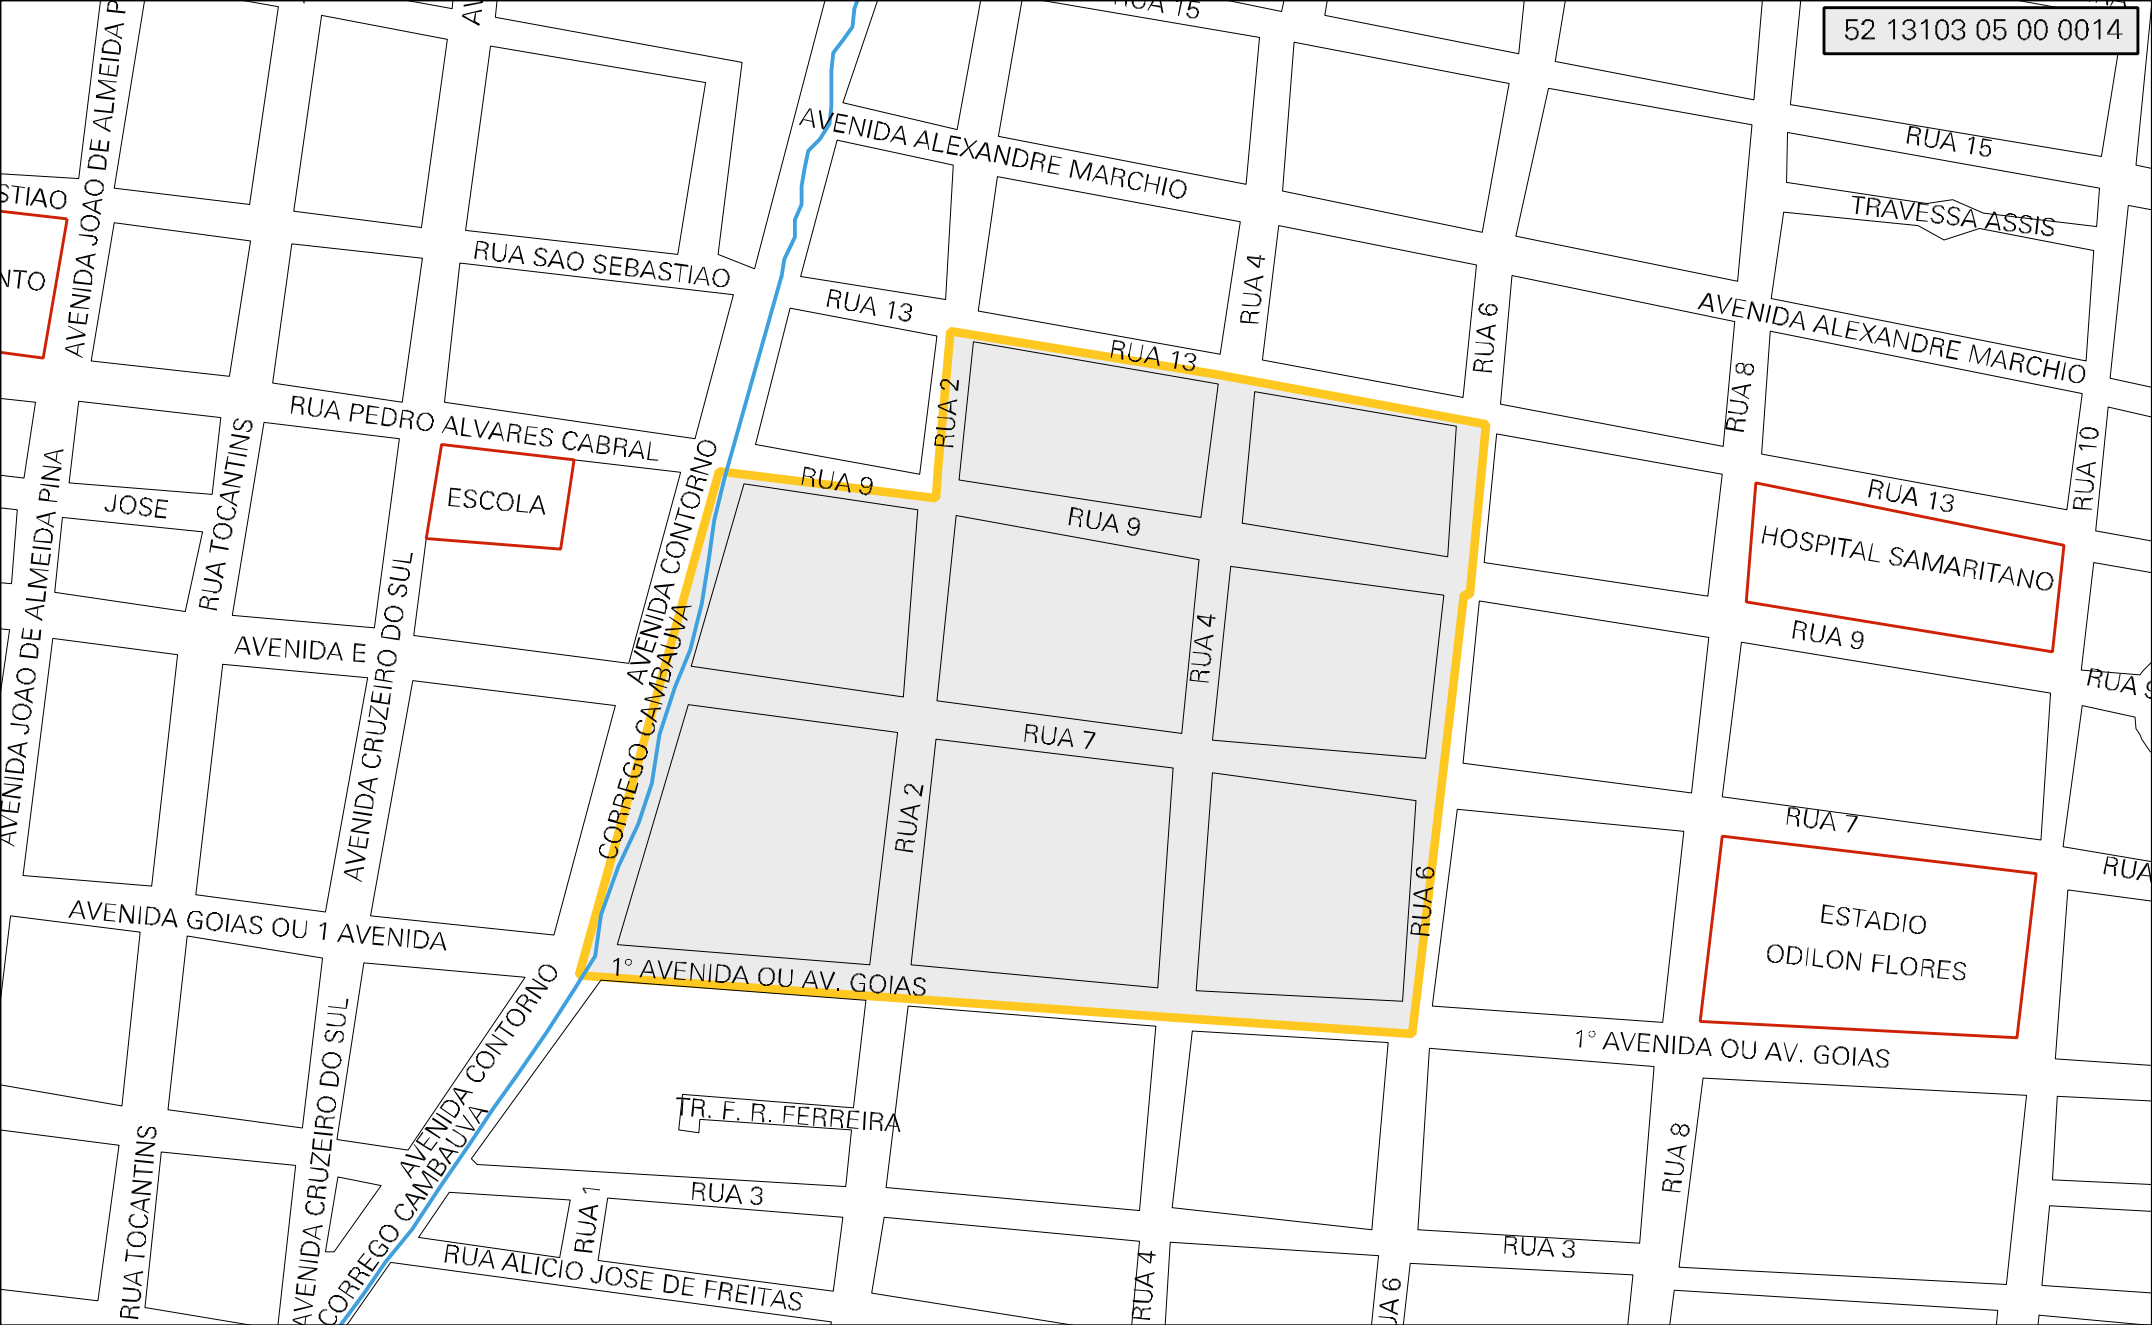 RUA 15
52 13103 05 00 0014
AVENIDA JOAO DE ALMEIDA P
AVENIDA ALEXANDRE MARCHIO
RUA 15
STIAO
TRAVESSA ASSIS
RUA SAO SEBASTIAO
NTO
RUA 13
RUA 4
RUA 6
AVENIDA ALEXANDRE MARCHIO
RUA 13
RUA 8
RUA 2
RUA PEDRO ALVARES CABRAL
RUA TOCANTINS
AVENIDA CONTORNO
RUA 9
RUA 13
RUA 10
JOSE
ESCOLA
RUA 9
HOSPITAL SAMARITANO
AVENIDA JOAO DE ALMEIDA PINA
AVENIDA CRUZEIRO DO SUL
AVENIDA E
CORREGO CAMBAUVA
RUA 4
RUA 9
RUA 9
RUA 7
RUA 2
RUA 7
RUA
RUA 6
AVENIDA GOIAS OU 1 AVENIDA
ESTADIO
ODILON FLORES
1° AVENIDA OU AV. GOIAS
1° AVENIDA OU AV. GOIAS
AVENIDA CONTORNO
AVENIDA CRUZEIRO DO SUL
TR. F. R. FERREIRA
CORREGO CAMBAUVA
RUA TOCANTINS
RUA 8
RUA 3
RUA 1
RUA 3
RUA ALICIO JOSE DE FREITAS
RUA 4
UA 6